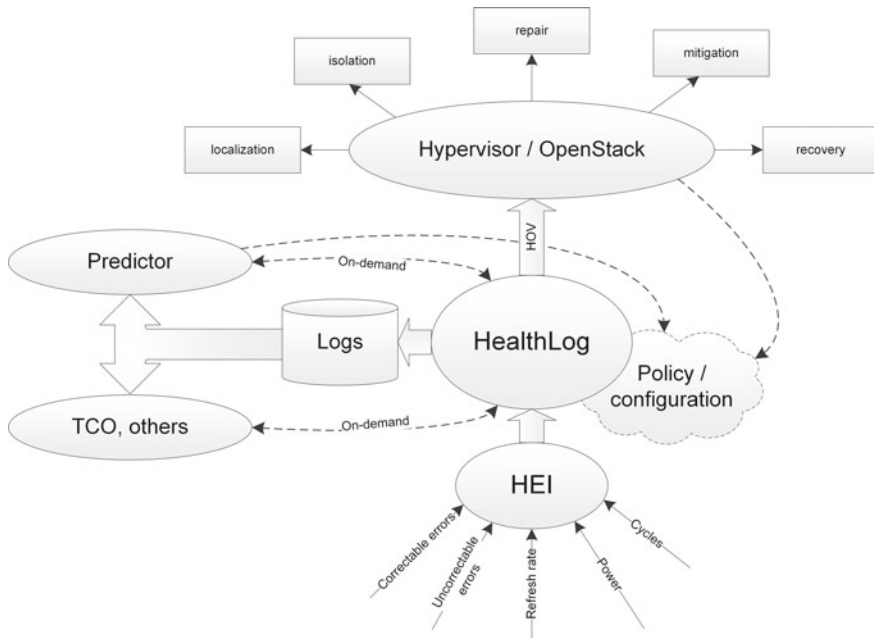 repair
isolation
mitigation
localization
Hypervisor / OpenStack
recovery
HOV
Predictor
On-demand
Logs
HealthLog
Policy /
configuration
TCO, others
On-demand
HEI
Correctable errors
Uncorrectable
errors
Refresh rate
Power
Cycles